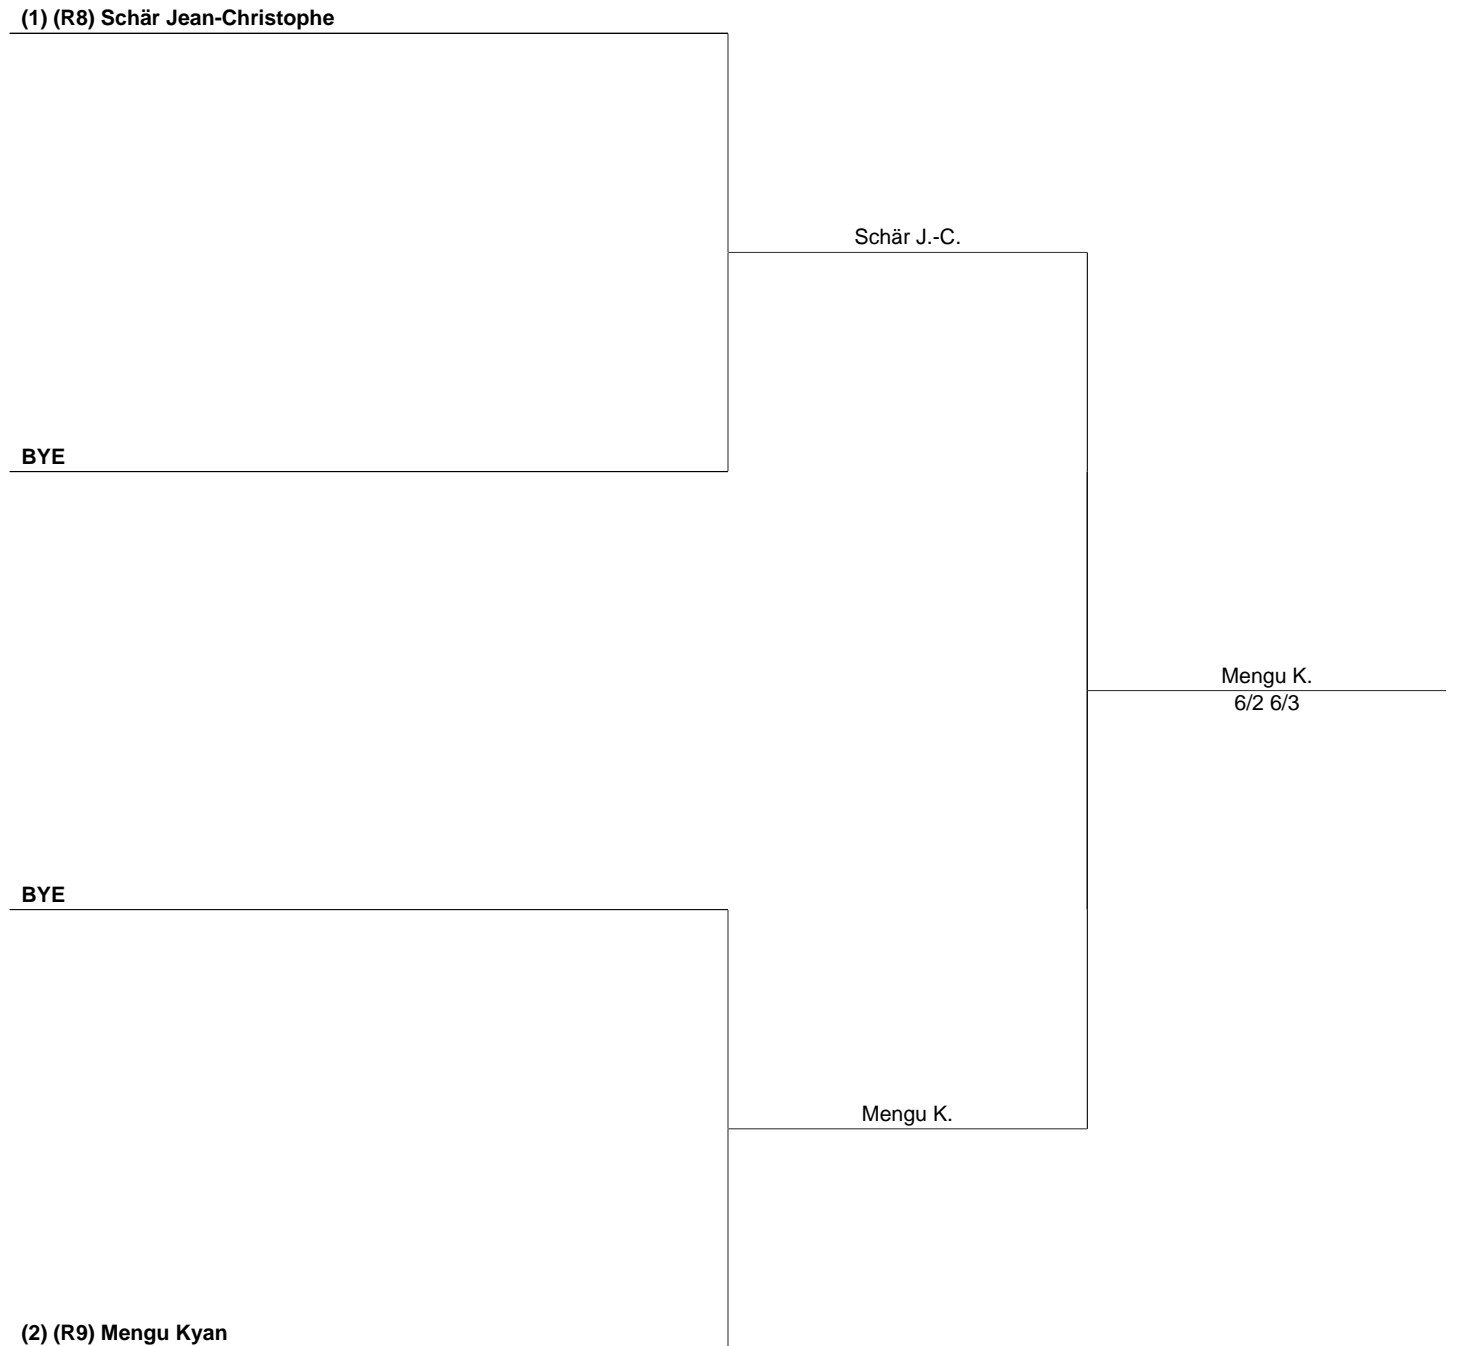 (1) (R8) Schär Jean-Christophe
Schär J.-C.
BYE
Mengu K.
6/2 6/3
BYE
Mengu K.
(2) (R9) Mengu Kyan